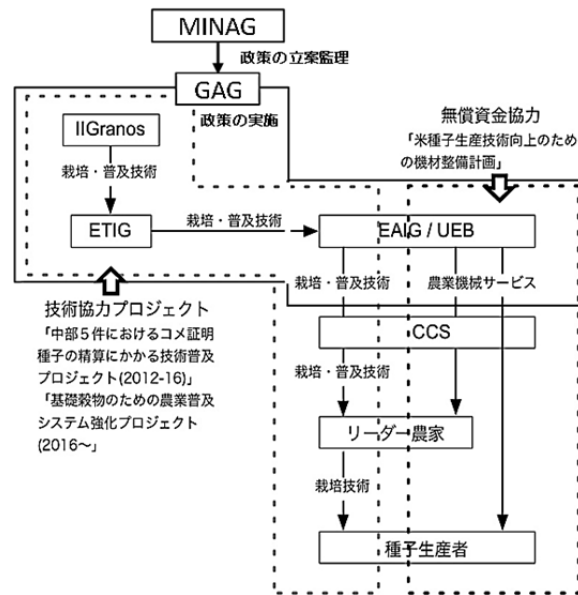 MINAG
政策の立案監理
GAG
政策の実施
IIGranos
無償資金協力
「米種子生産技術向上のため
の機材整備計画」
栽培・普及技術
ETIG
栽培・普及技術
EAIG / UEB
栽培・普及技術
農業機械サービス
技術協力プロジェクト
「中部５件におけるコメ証明
種子の精算にかかる技術普及
プロジェクト(2012-16)」
「基礎穀物のための農業普及
システム強化プロジェクト
(2016～」
CCS
栽培・普及技術
リーダー農家
栽培技術
種子生産者